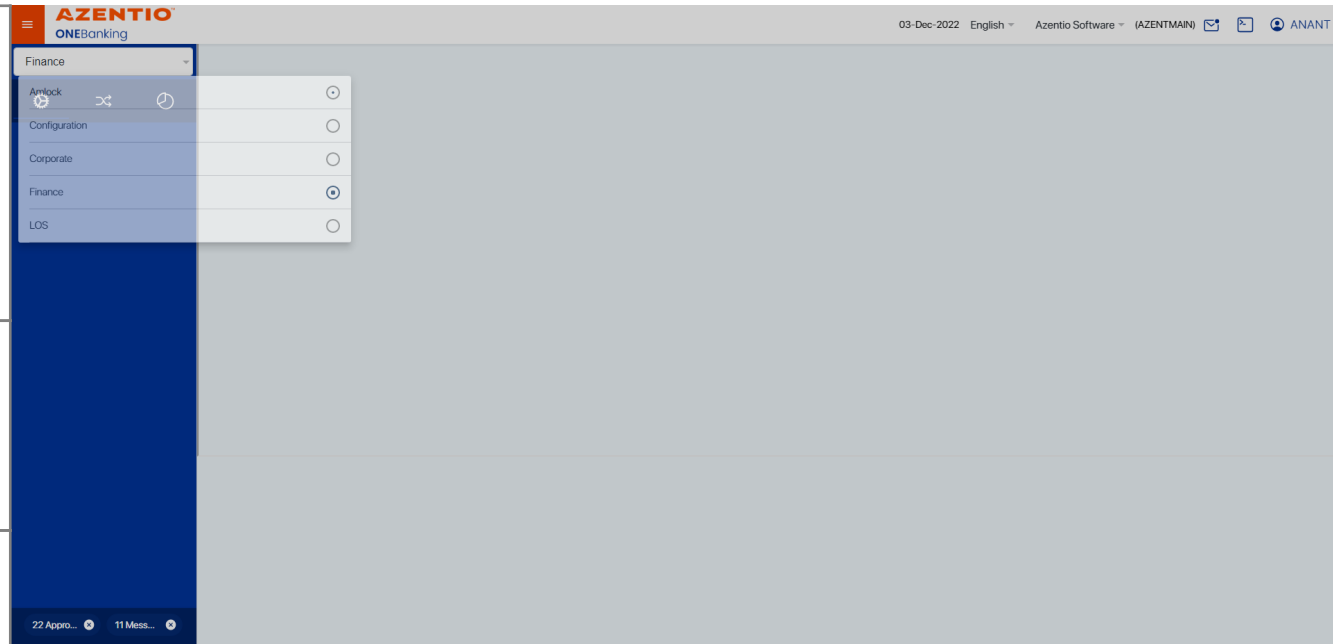 AZENTIO™
ONEBanking
03-Dec-2022 English Azentio Software (AZENTMAIN) ANANT
Finance
Amlock
Configuration
Corporate
Finance
LOS
22 Appro... 11 Mess...